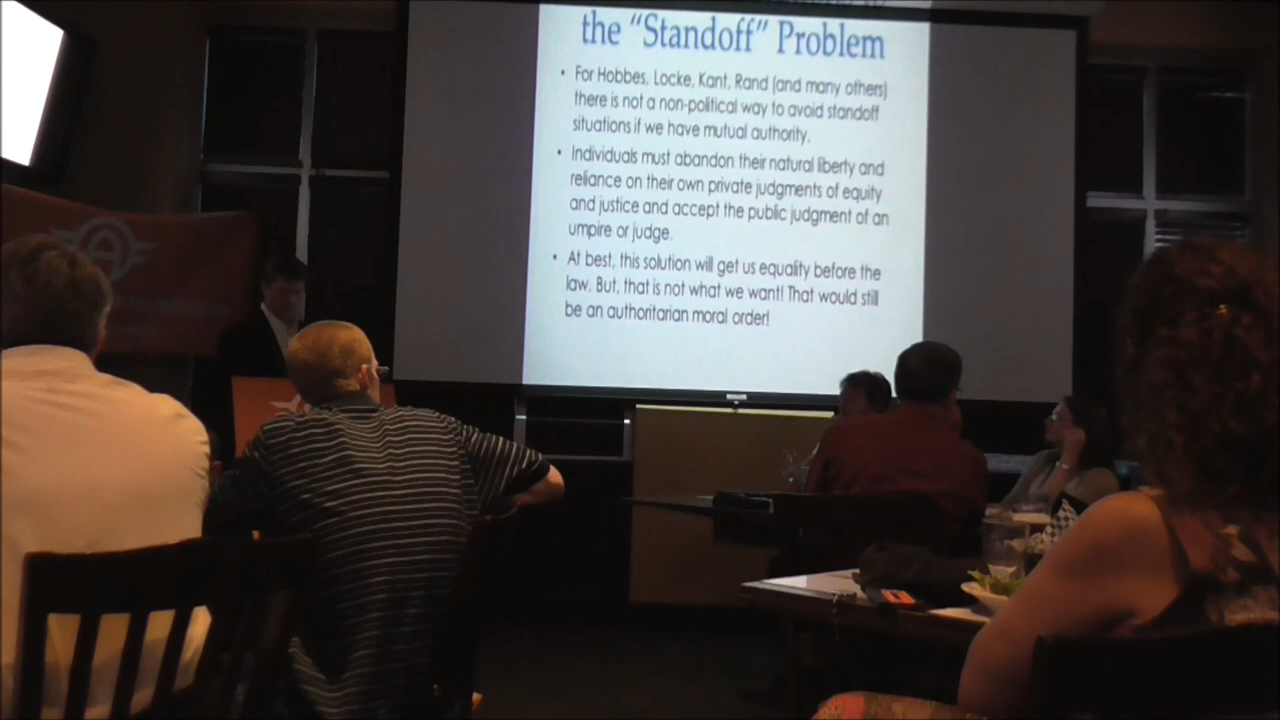 the “Standoff” Problem
• For Hobbes, Locke, Kant, Rand (and many others)
there is not a non-political way to avoid standoff
situations if we have mutual authority.
• Individuals must abandon their natural liberty and
reliance on their own private judgments of equity
and justice and accept the public judgment of an
umpire or judge.
• At best, this solution will get us equality before the
law. But, that is not what we want! That would still
be an authoritarian moral order!